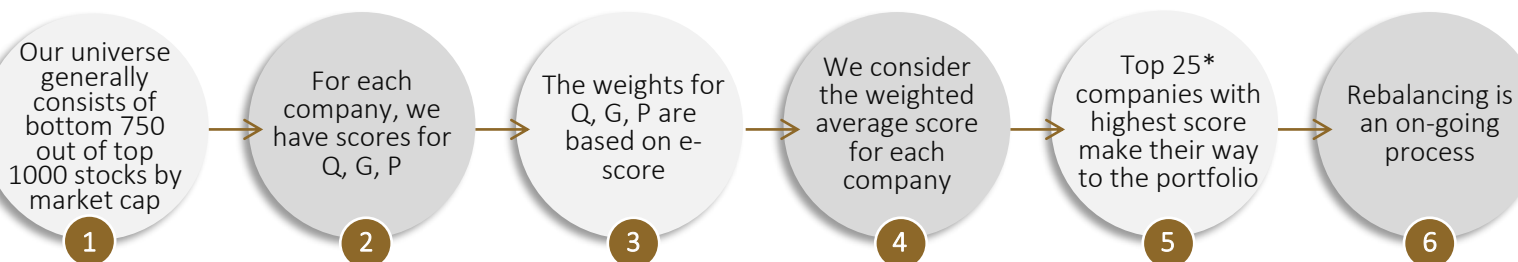 Our universe
generally
consists of
bottom 750
out of top
1000 stocks by
market cap
1
For each
company, we
have scores for
Q, G, P
2
The weights for
Q, G, P are
based on e-
score
3
We consider
the weighted
average score
for each
company
4
Top 25*
companies with
highest score
make their way
to the portfolio
5
Rebalancing is
an on-going
process
6